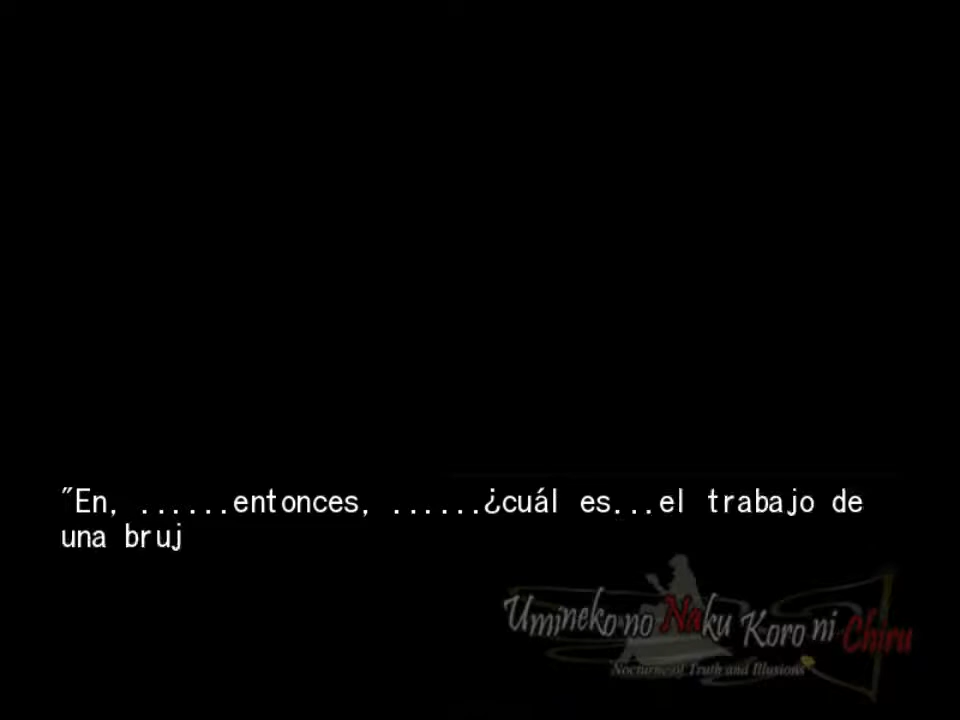 "En, ......entonces, ......¿cuál es...el trabajo de
una bruj
Umineko no Naku Koro ni Chiru
Nocturne of Truth and Illusions